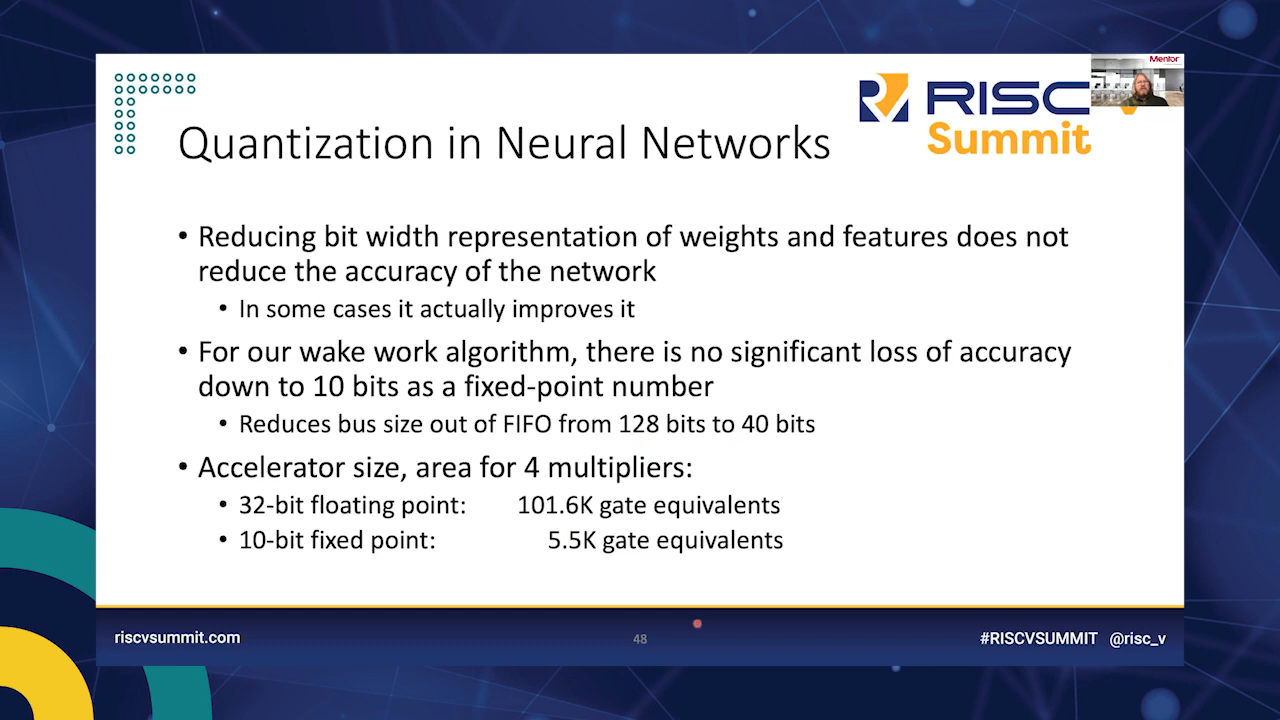 Mentor
RISC
Summit
Quantization in Neural Networks
• Reducing bit width representation of weights and features does not
reduce the accuracy of the network
• In some cases it actually improves it
• For our wake work algorithm, there is no significant loss of accuracy
down to 10 bits as a fixed-point number
• Reduces bus size out of FIFO from 128 bits to 40 bits
• Accelerator size, area for 4 multipliers:
• 32-bit floating point: 101.6K gate equivalents
• 10-bit fixed point: 5.5K gate equivalents
riscvsummit.com
48
#RISCVSUMMIT @risc_v